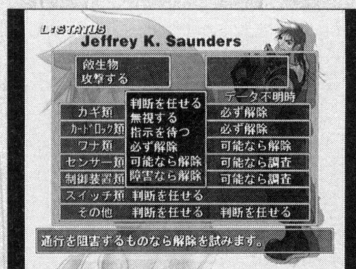 L:STATUS
Jeffrey K. Saunders
敵生物
攻撃する
データ不明時
カギ類
判断を任せる
無視する
指示を待つ
必ず解除
可能なら解除
障害なら解除
必ず解除
カードロック類
必ず解除
ワナ類
可能なら解除
センサー類
可能なら調査
制御装置類
可能なら調査
スイッチ類 判断を任せる
その他 判断を任せる 判断を任せる
通行を阻害するものなら解除を試みます。